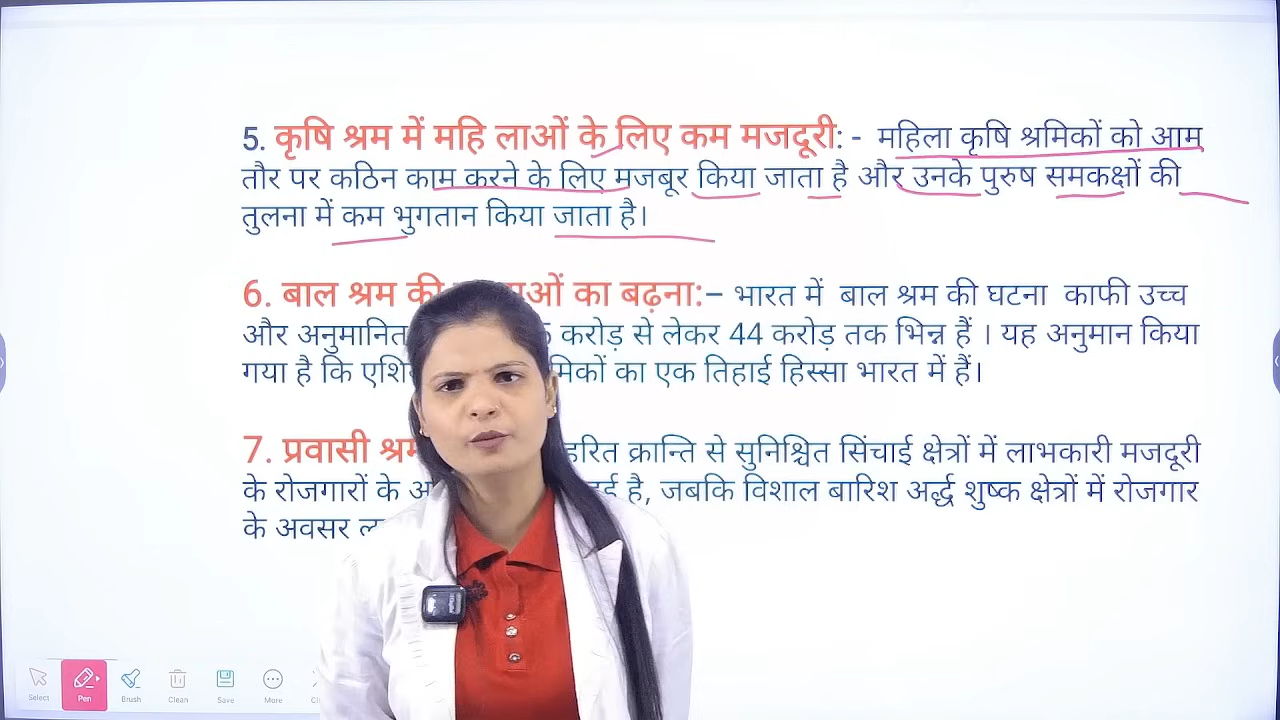 5. कृषि श्रम में महि लाओं के लिए कम मजदूरी: - महिला कृषि श्रमिकों को आम
तौर पर कठिन काम करने के लिए मजबूर किया जाता है और उनके पुरुष समकक्षों की
तुलना में कम भुगतान किया जाता है।
6. बाल श्रम की का बढ़ना:– भारत में बाल श्रम की घटना काफी उच्च
और अनुमानित करोड़ से लेकर 44 करोड़ तक भिन्न हैं । यह अनुमान किया
गया है कि का एक तिहाई हिस्सा भारत में हैं।
7. प्रवासी हरित क्रान्ति से सुनिश्चित सिंचाई क्षेत्रों में लाभकारी मजदूरी
के रोजगारों के है, जबकि विशाल बारिश अर्द्ध शुष्क क्षेत्रों में रोजगार
के अवसर
Select Pen Brush Clean Save More